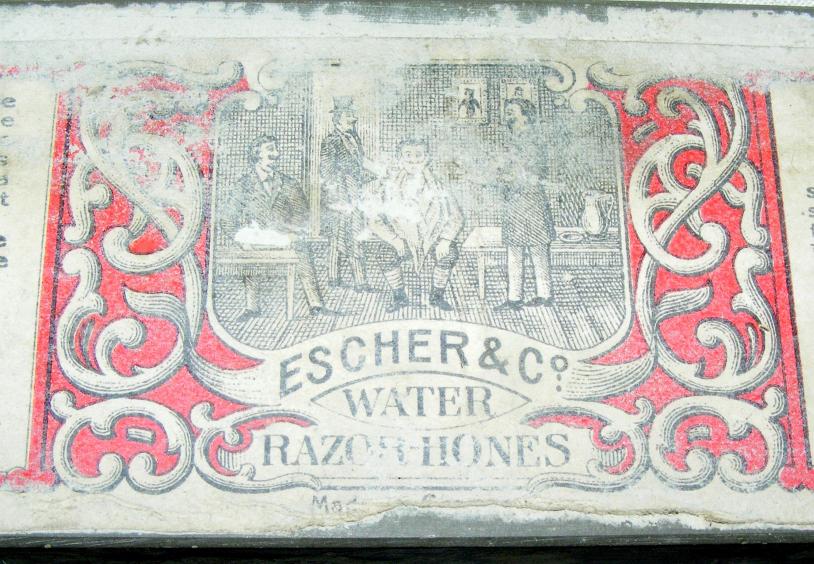 ESCHER & Co
WATER
RAZOR-HONES